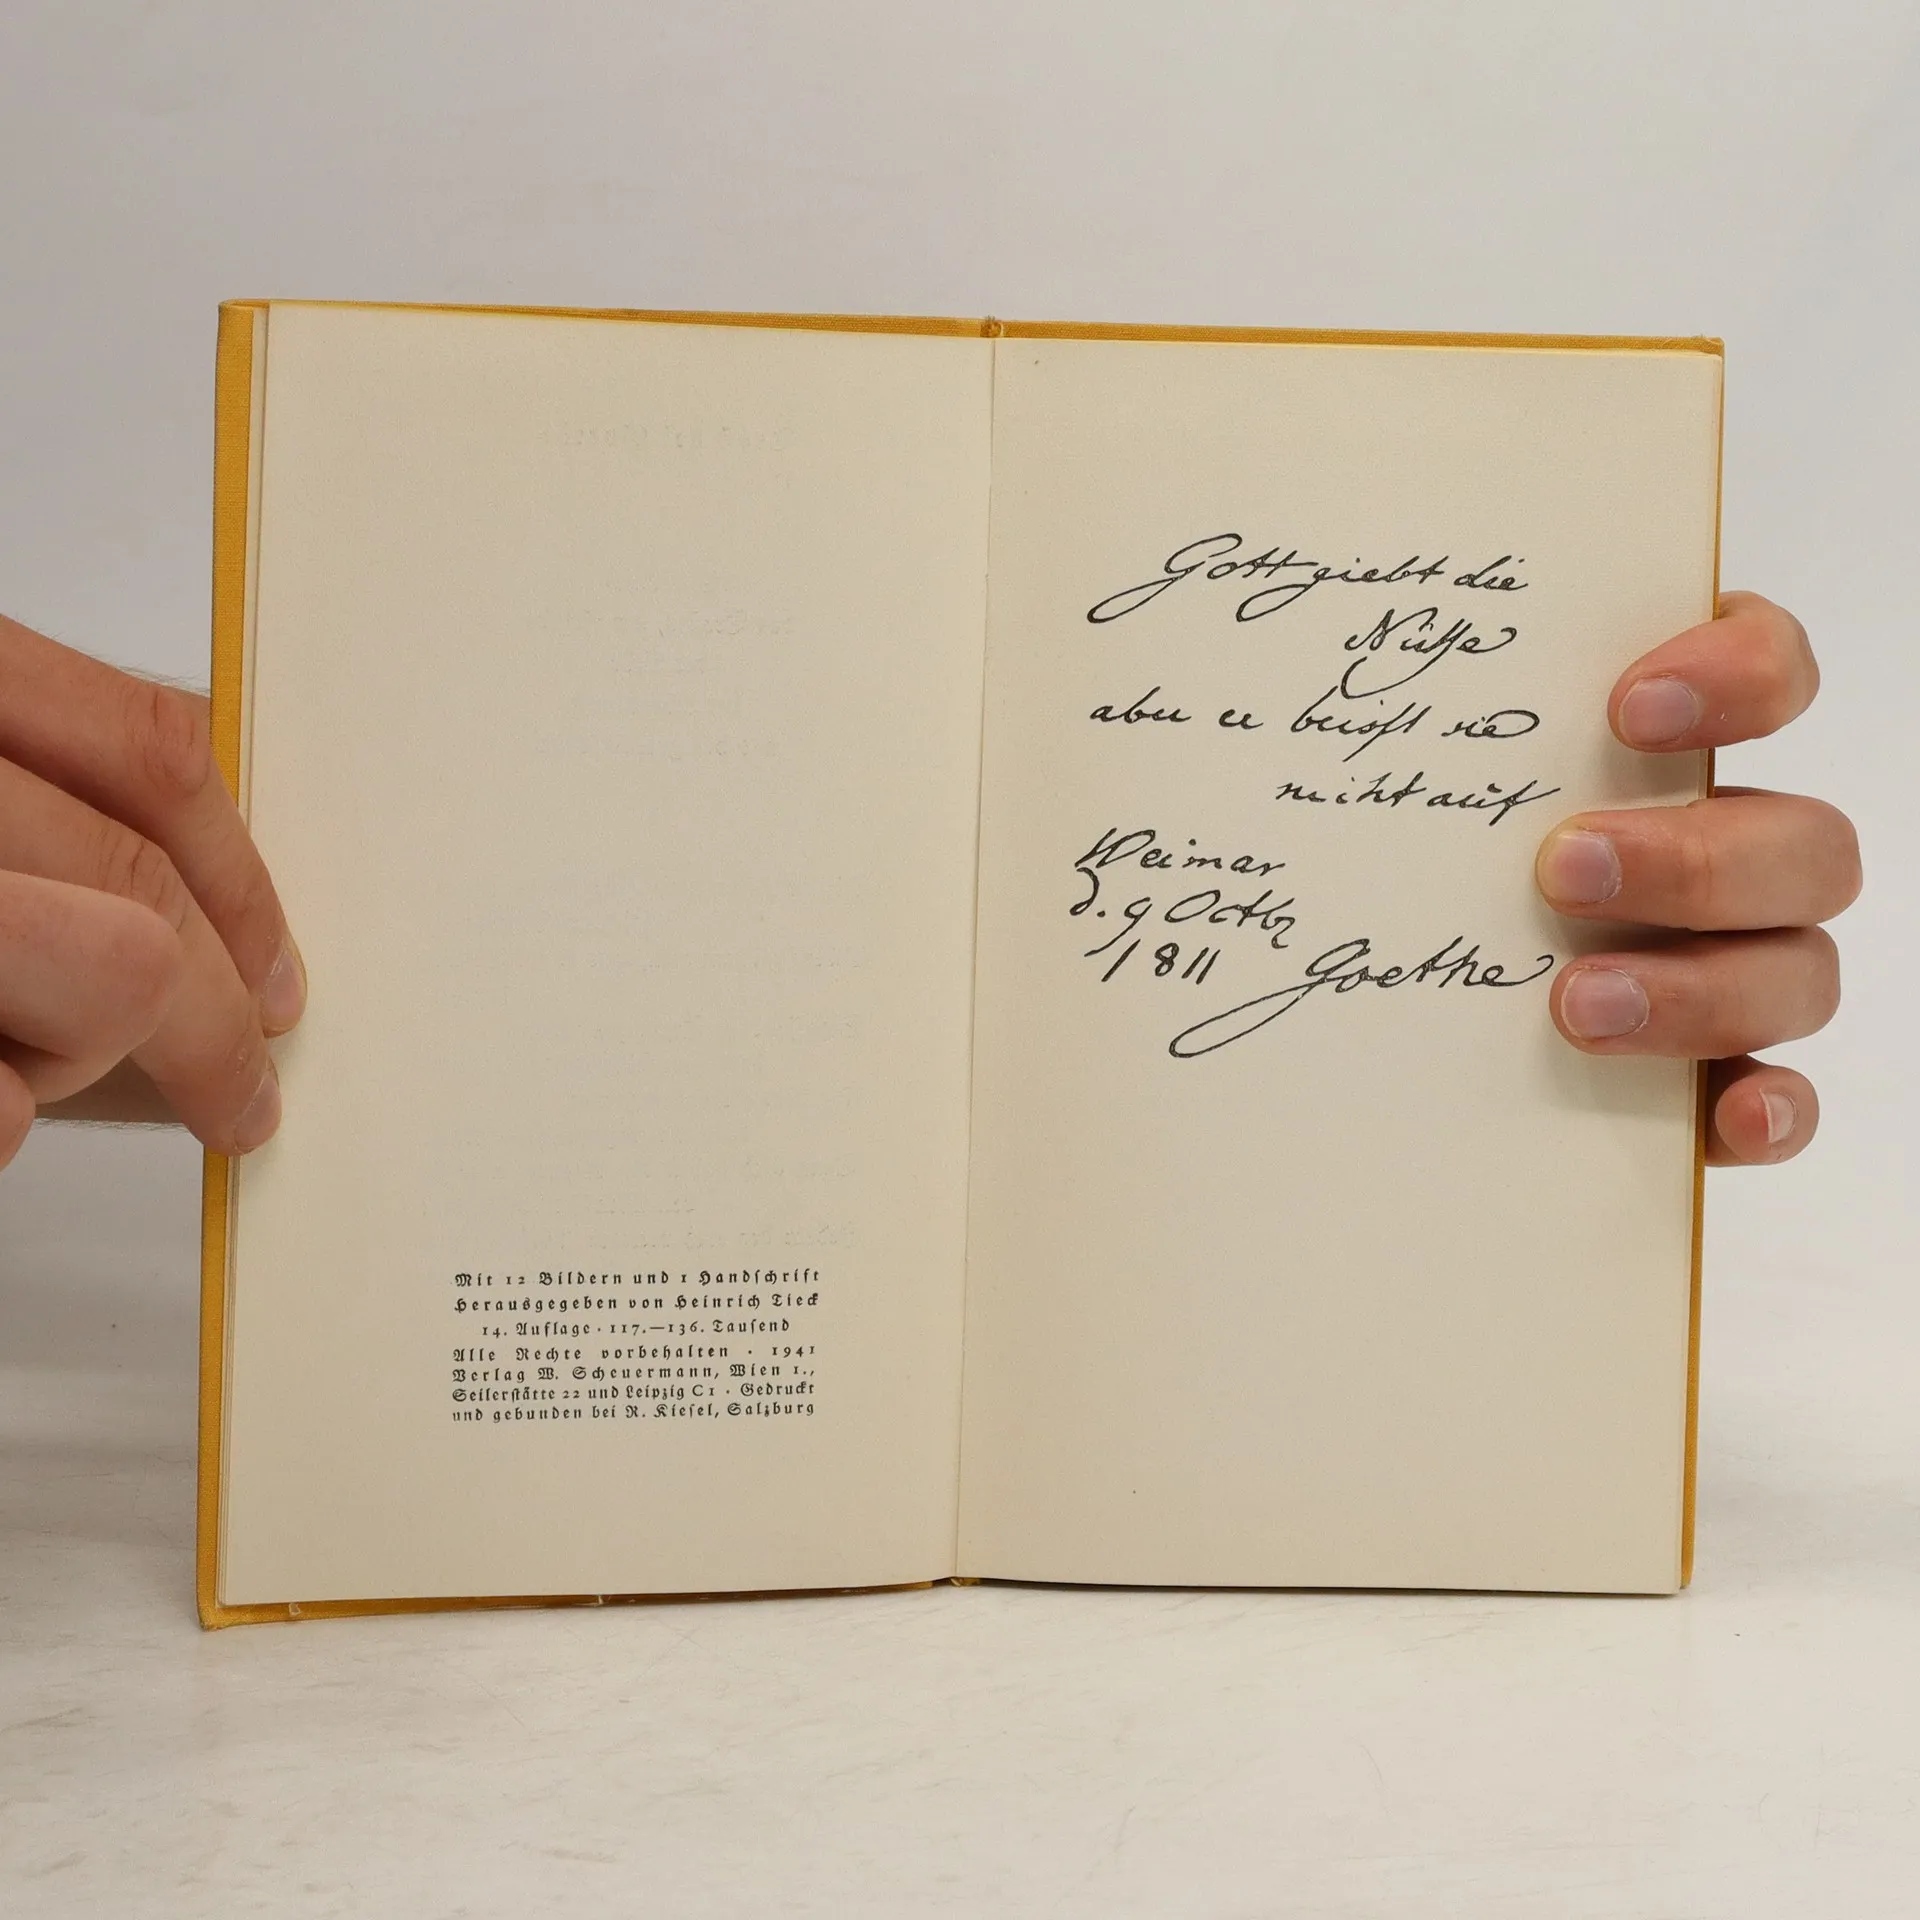 Mit 12 Bildern und 1 Handschrift
Herausgegeben von Heinrich Tieck
14. Auflage · 117.—136. Tausend
Alle Rechte vorbehalten · 1941
Verlag W. Scheuermann, Wien I.,
Seilerstätte 22 und Leipzig C1 · Gedruckt
und gebunden bei R. Kiesel, Salzburg
Gott giebt die
Nüsse
aber er beisst sie
nicht auf
Weimar
d. 9 Octbr
1811 Goethe